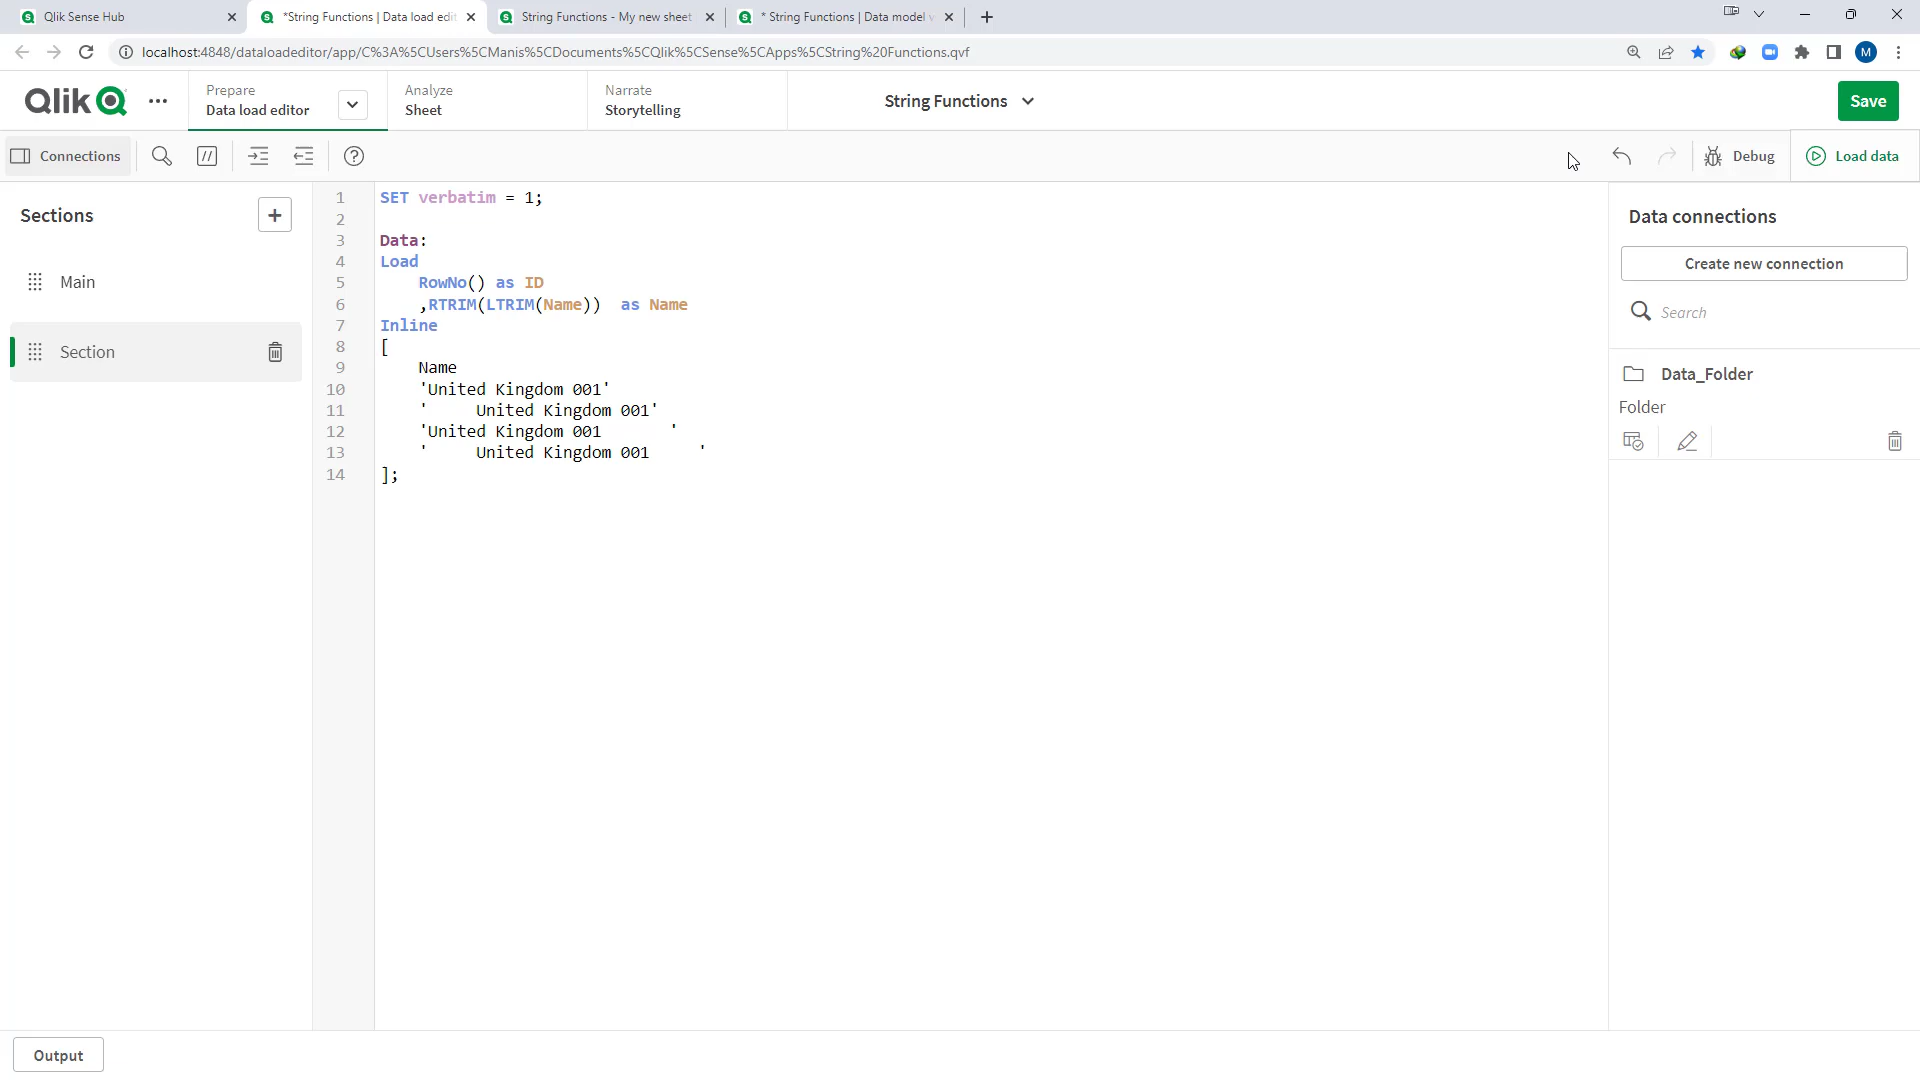 Qlik Sense Hub
*String Functions | Data load edit
String Functions - My new sheet
* String Functions | Data model v
localhost:4848/dataloadeditor/app/C%3A%5CUsers%5CManis%5CDocuments%5CQlik%5CSense%5CApps%5CString%20Functions.qvf
M
Qlik
Prepare
Data load editor
Analyze
Sheet
Narrate
Storytelling
String Functions
Save
Connections
//
?
Debug
Load data
Sections
+
Main
Section
1 SET verbatim = 1;
2
3 Data:
4 Load
5 RowNo() as ID
6 ,RTRIM(LTRIM(Name))  as Name
7 Inline
8 [
9 Name
10 'United Kingdom 001'
11 '     United Kingdom 001'
12 'United Kingdom 001       '
13 '     United Kingdom 001     '
14 ];
Data connections
Create new connection
Search
Data_Folder
Folder
Output